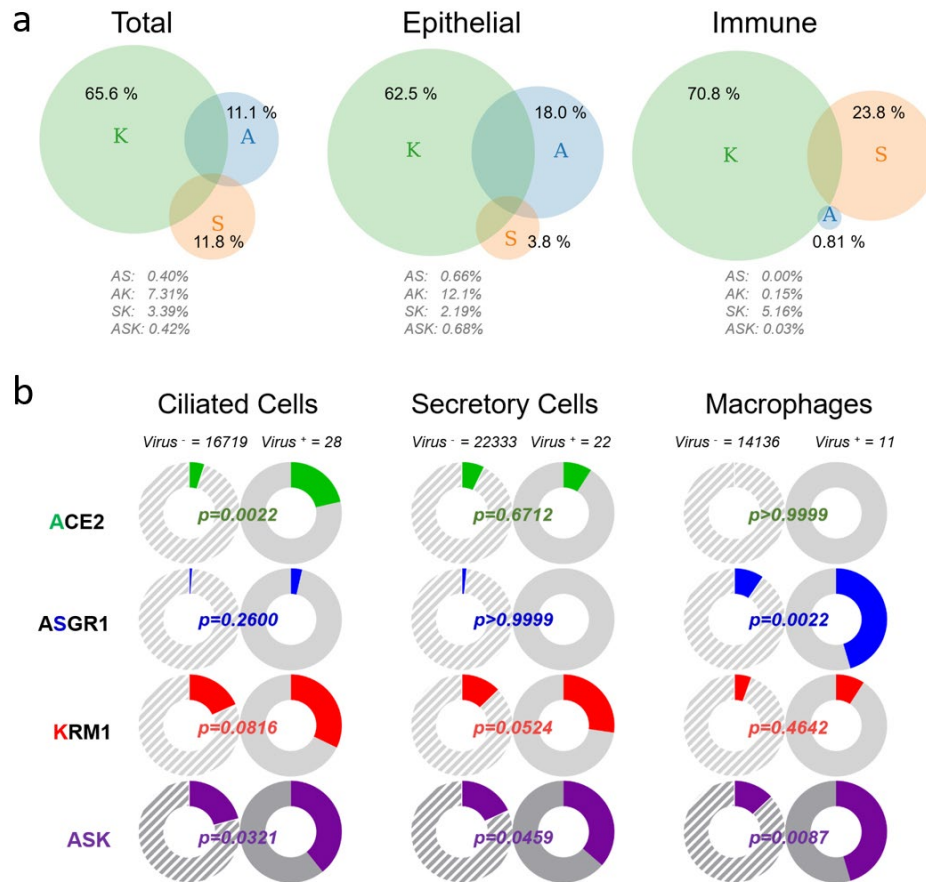 a
Total Epithelial Immune
65.6 % 11.1 % K A S 11.8 %
62.5 % 18.0 % K A S 3.8 %
70.8 % 23.8 % K S A 0.81 %
AS: 0.40%
AK: 7.31%
SK: 3.39%
ASK: 0.42%
AS: 0.66%
AK: 12.1%
SK: 2.19%
ASK: 0.68%
AS: 0.00%
AK: 0.15%
SK: 5.16%
ASK: 0.03%
b
Ciliated Cells Secretory Cells Macrophages
Virus - = 16719 Virus + = 28 Virus - = 22333 Virus + = 22 Virus - = 14136 Virus + = 11
ACE2 p=0.0022 p=0.6712 p>0.9999
ASGR1 p=0.2600 p>0.9999 p=0.0022
KRM1 p=0.0816 p=0.0524 p=0.4642
ASK p=0.0321 p=0.0459 p=0.0087